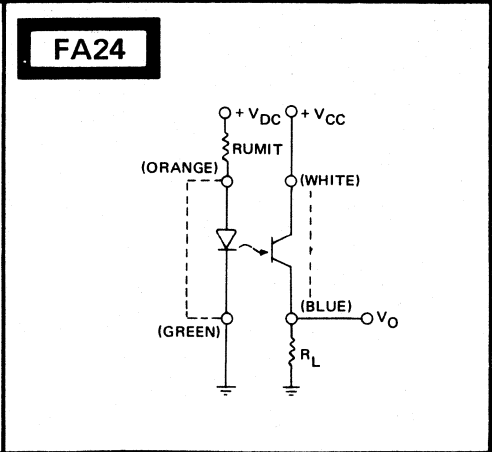 FA24
+ VDC
+ VCC
RUMIT
(ORANGE)
(WHITE)
(BLUE)
VO
(GREEN)
RL